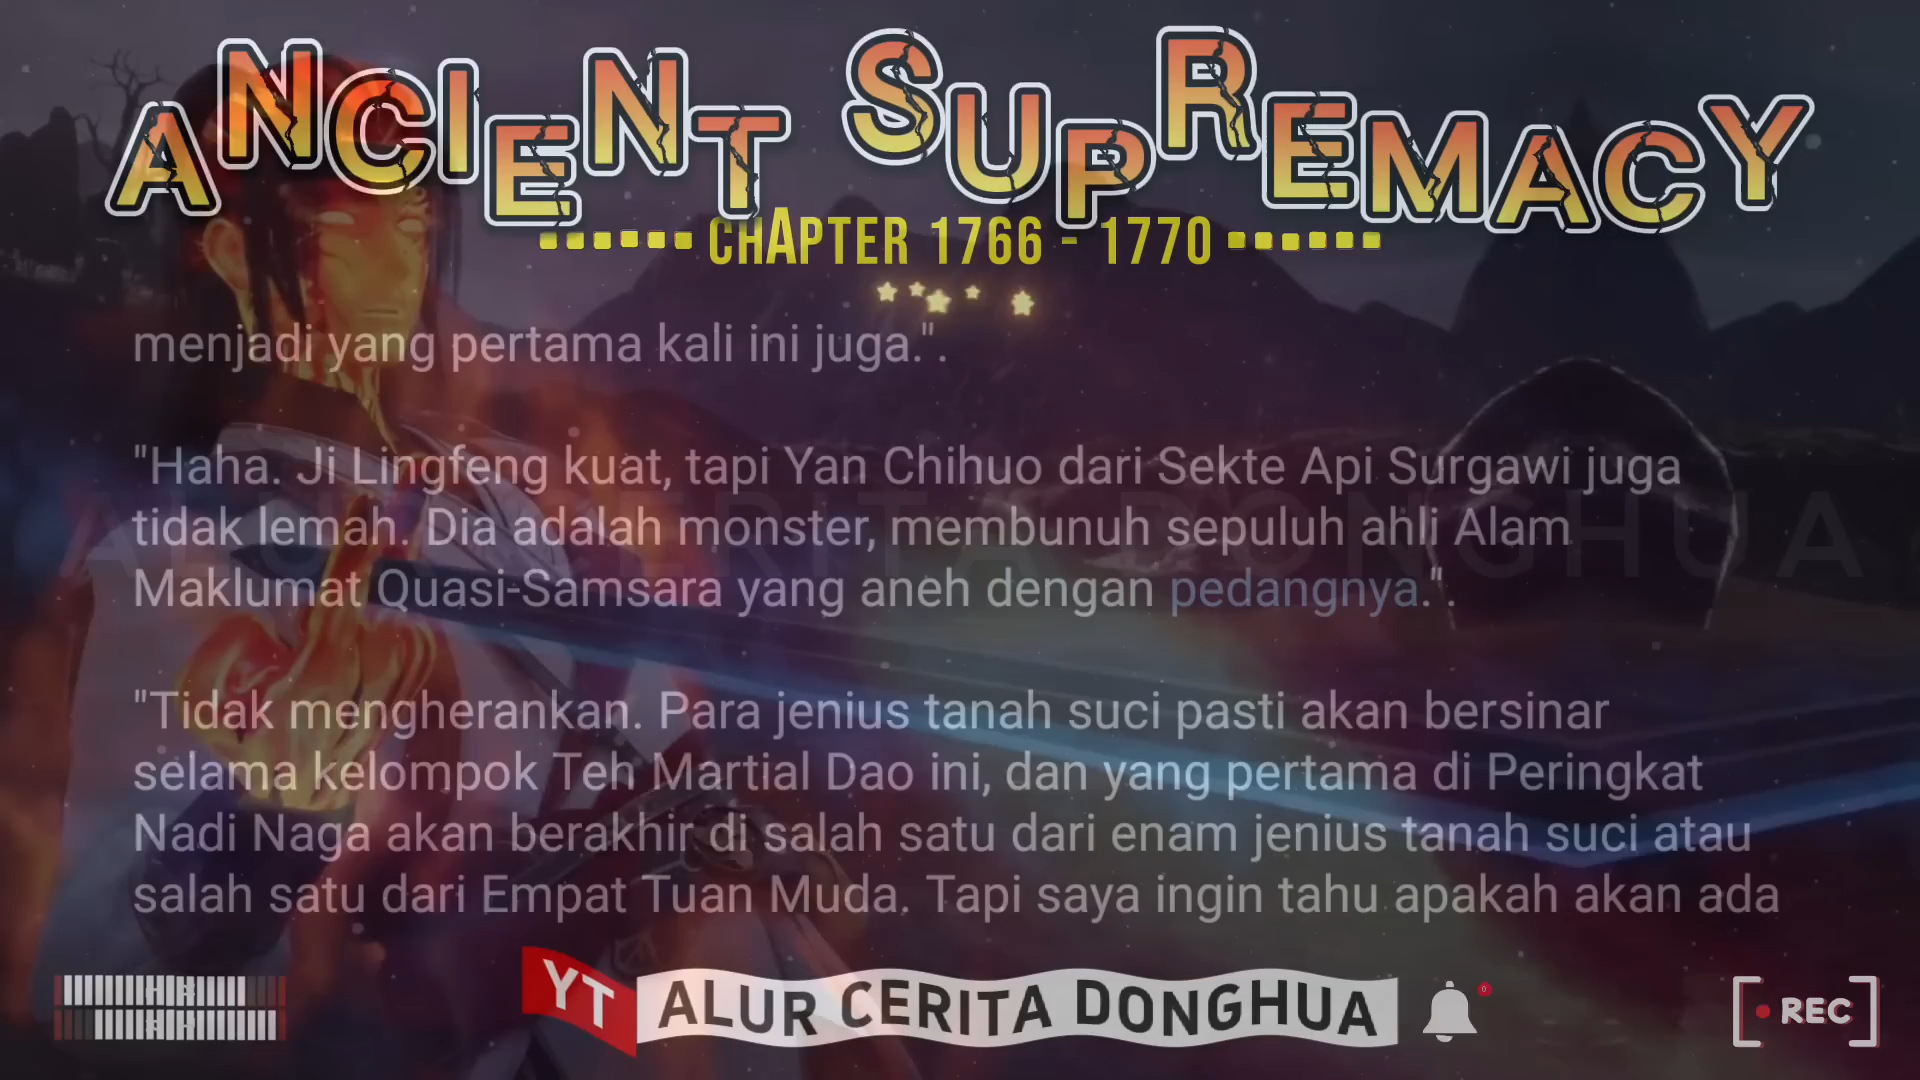 ANCIENT SUPREMACY
CHAPTER 1766 - 1770
menjadi yang pertama kali ini juga.".
"Haha. Ji Lingfeng kuat, tapi Yan Chihuo dari Sekte Api Surgawi juga
tidak lemah. Dia adalah monster, membunuh sepuluh ahli Alam
Maklumat Quasi-Samsara yang aneh dengan pedangnya.".
ALUR CERITA DONGHUA
"Tidak mengherankan. Para jenius tanah suci pasti akan bersinar
selama kelompok Teh Martial Dao ini, dan yang pertama di Peringkat
Nadi Naga akan berakhir di salah satu dari enam jenius tanah suci atau
salah satu dari Empat Tuan Muda. Tapi saya ingin tahu apakah akan ada
YT ALUR CERITA DONGHUA
REC